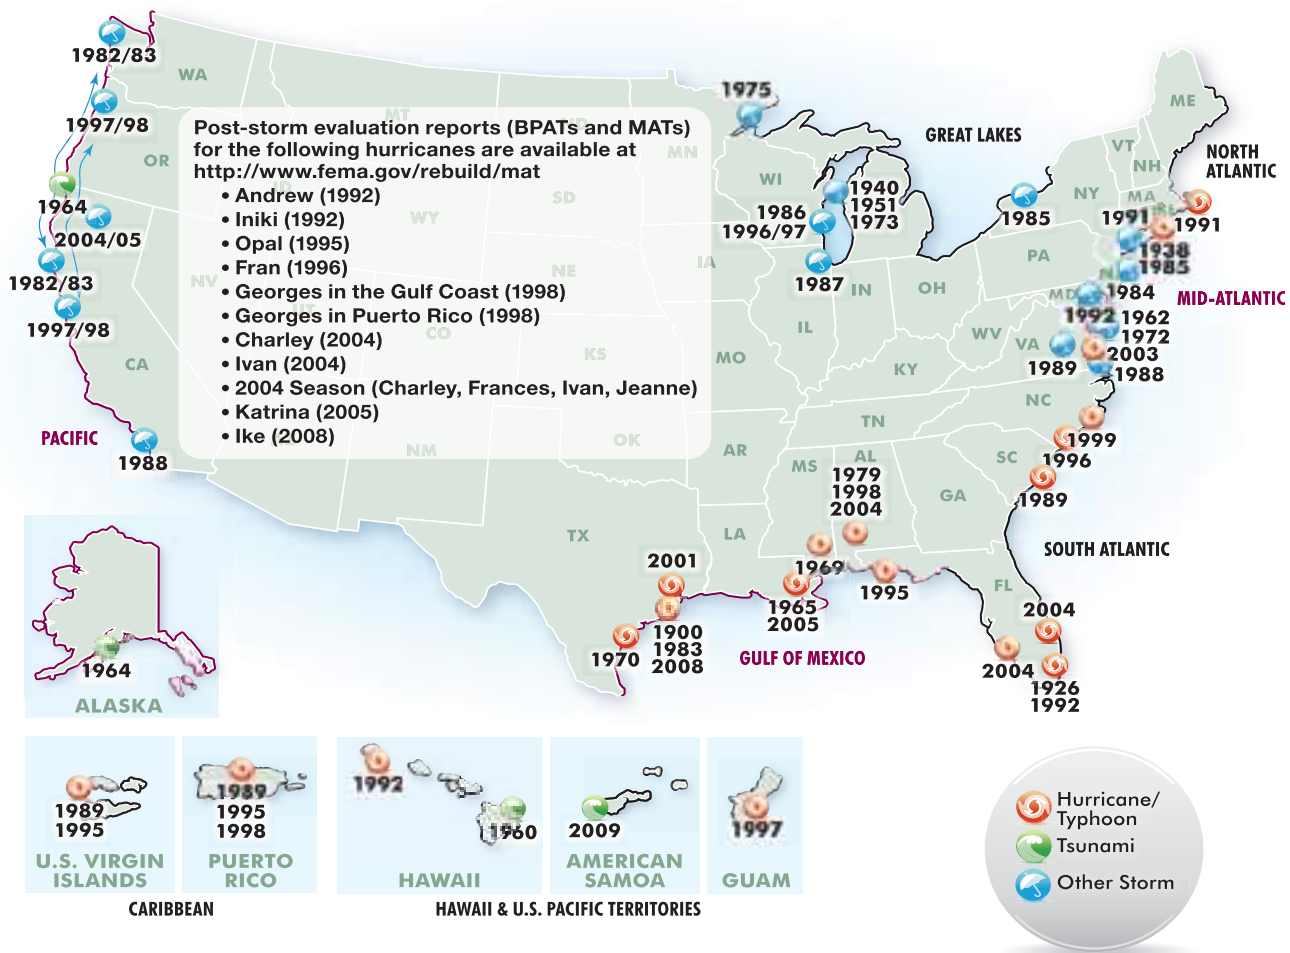 1982/83
WA
1997/98
OR
1964
2004/05
1982/83
1997/98
NV
CA
PACIFIC
1988
Post-storm evaluation reports (BPATs and MATs)
for the following hurricanes are available at
http://www.fema.gov/rebuild/mat
• Andrew (1992)
• Iniki (1992)
• Opal (1995)
• Fran (1996)
• Georges in the Gulf Coast (1998)
• Georges in Puerto Rico (1998)
• Charley (2004)
• Ivan (2004)
• 2004 Season (Charley, Frances, Ivan, Jeanne)
• Katrina (2005)
• Ike (2008)
MT
ND
ID
WY
SD
NE
UT
CO
KS
NM
OK
MN
IA
1975
GREAT LAKES
WI
1940
1951
1973
1986
1996/97
1987
1985
ME
VT
NH
NORTH
ATLANTIC
NY
MA
RI
1991
1991
1938
1985
PA
1984
MID-ATLANTIC
MD
1992
1962
1972
2003
1988
VA
1989
WV
OH
IN
IL
MO
KY
TN
NC
1999
1996
SC
1989
AR
MS
AL
1979
1998
2004
GA
SOUTH ATLANTIC
TX
LA
2001
1969
1995
FL
1965
2005
1900
1983
2008
1970
GULF OF MEXICO
2004
2004
1926
1992
1964
ALASKA
1989
1995
U.S. VIRGIN
ISLANDS
1989
1995
1998
PUERTO
RICO
CARIBBEAN
1992
1960
HAWAII
2009
AMERICAN
SAMOA
1997
GUAM
HAWAII & U.S. PACIFIC TERRITORIES
Hurricane/
Typhoon
Tsunami
Other Storm